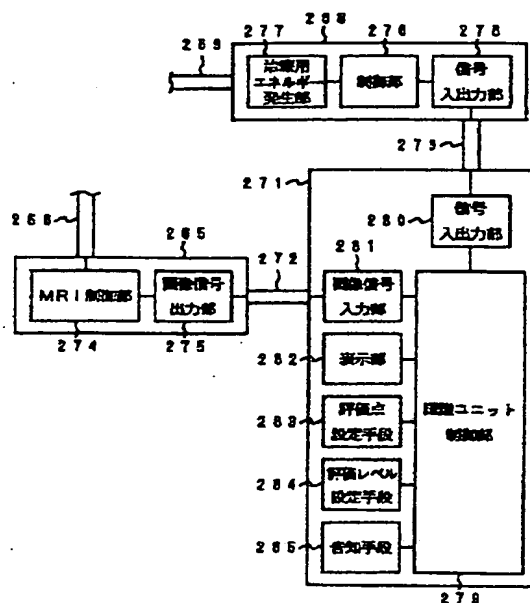 268
277
276
278
269
治療用
エネルギ
発生部
制御部
信号
入出力部
273
271
266
280
信号
入出力部
265
272
281
MRI制御部
画像信号
出力部
画像信号
入力部
274
275
282
表示部
283
評価点
設定手段
ユニット
制御部
284
評価レベル
設定手段
285
告知手段
279